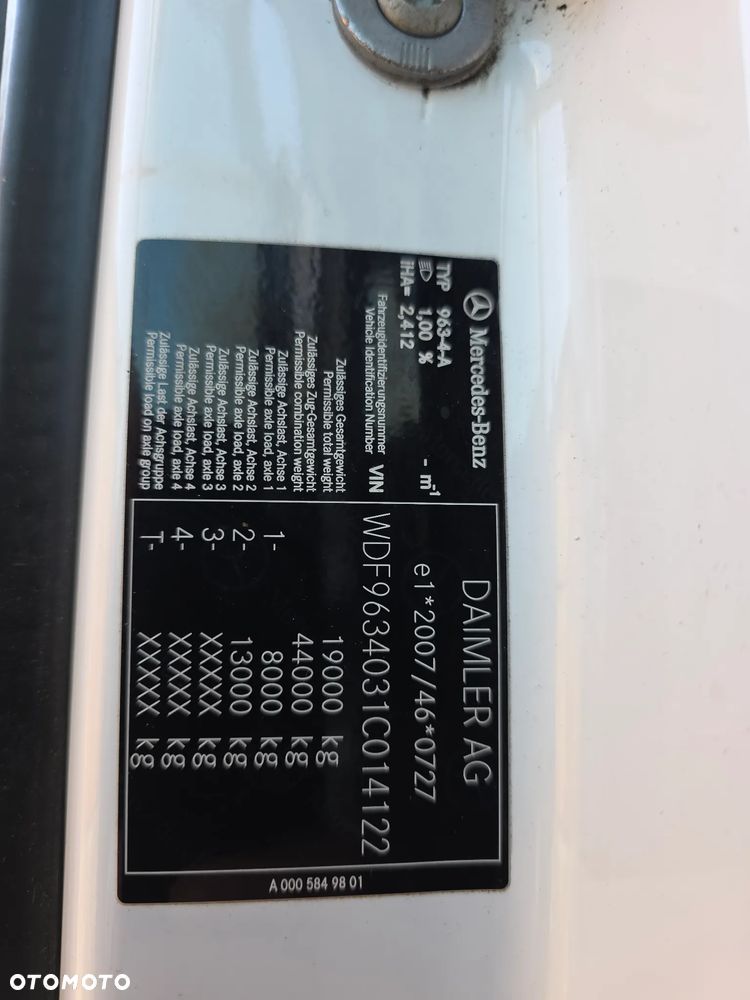 Mercedes-Benz
DAIMLER AG
TYP 963-4-A
e1*2007/46*0727
1,00 %
- m⁻¹
iHA= 2,412
Fahrzeugidentifizierungsnummer
Vehicle Identification Number VIN
WDF9634031C014122
Zulässiges Gesamtgewicht
Permissible total weight
19000 kg
Zulässiges Zug-Gesamtgewicht
Permissible combination weight
44000 kg
Zulässige Achslast, Achse 1
Permissible axle load, axle 1
1- 8000 kg
Zulässige Achslast, Achse 2
Permissible axle load, axle 2
2- 13000 kg
Zulässige Achslast, Achse 3
Permissible axle load, axle 3
3- XXXXX kg
Zulässige Achslast, Achse 4
Permissible axle load, axle 4
4- XXXXX kg
Zulässige Last der Achsgruppe
Permissible load on axle group
T- XXXXX kg
A 000 584 98 01
OTOMOTO